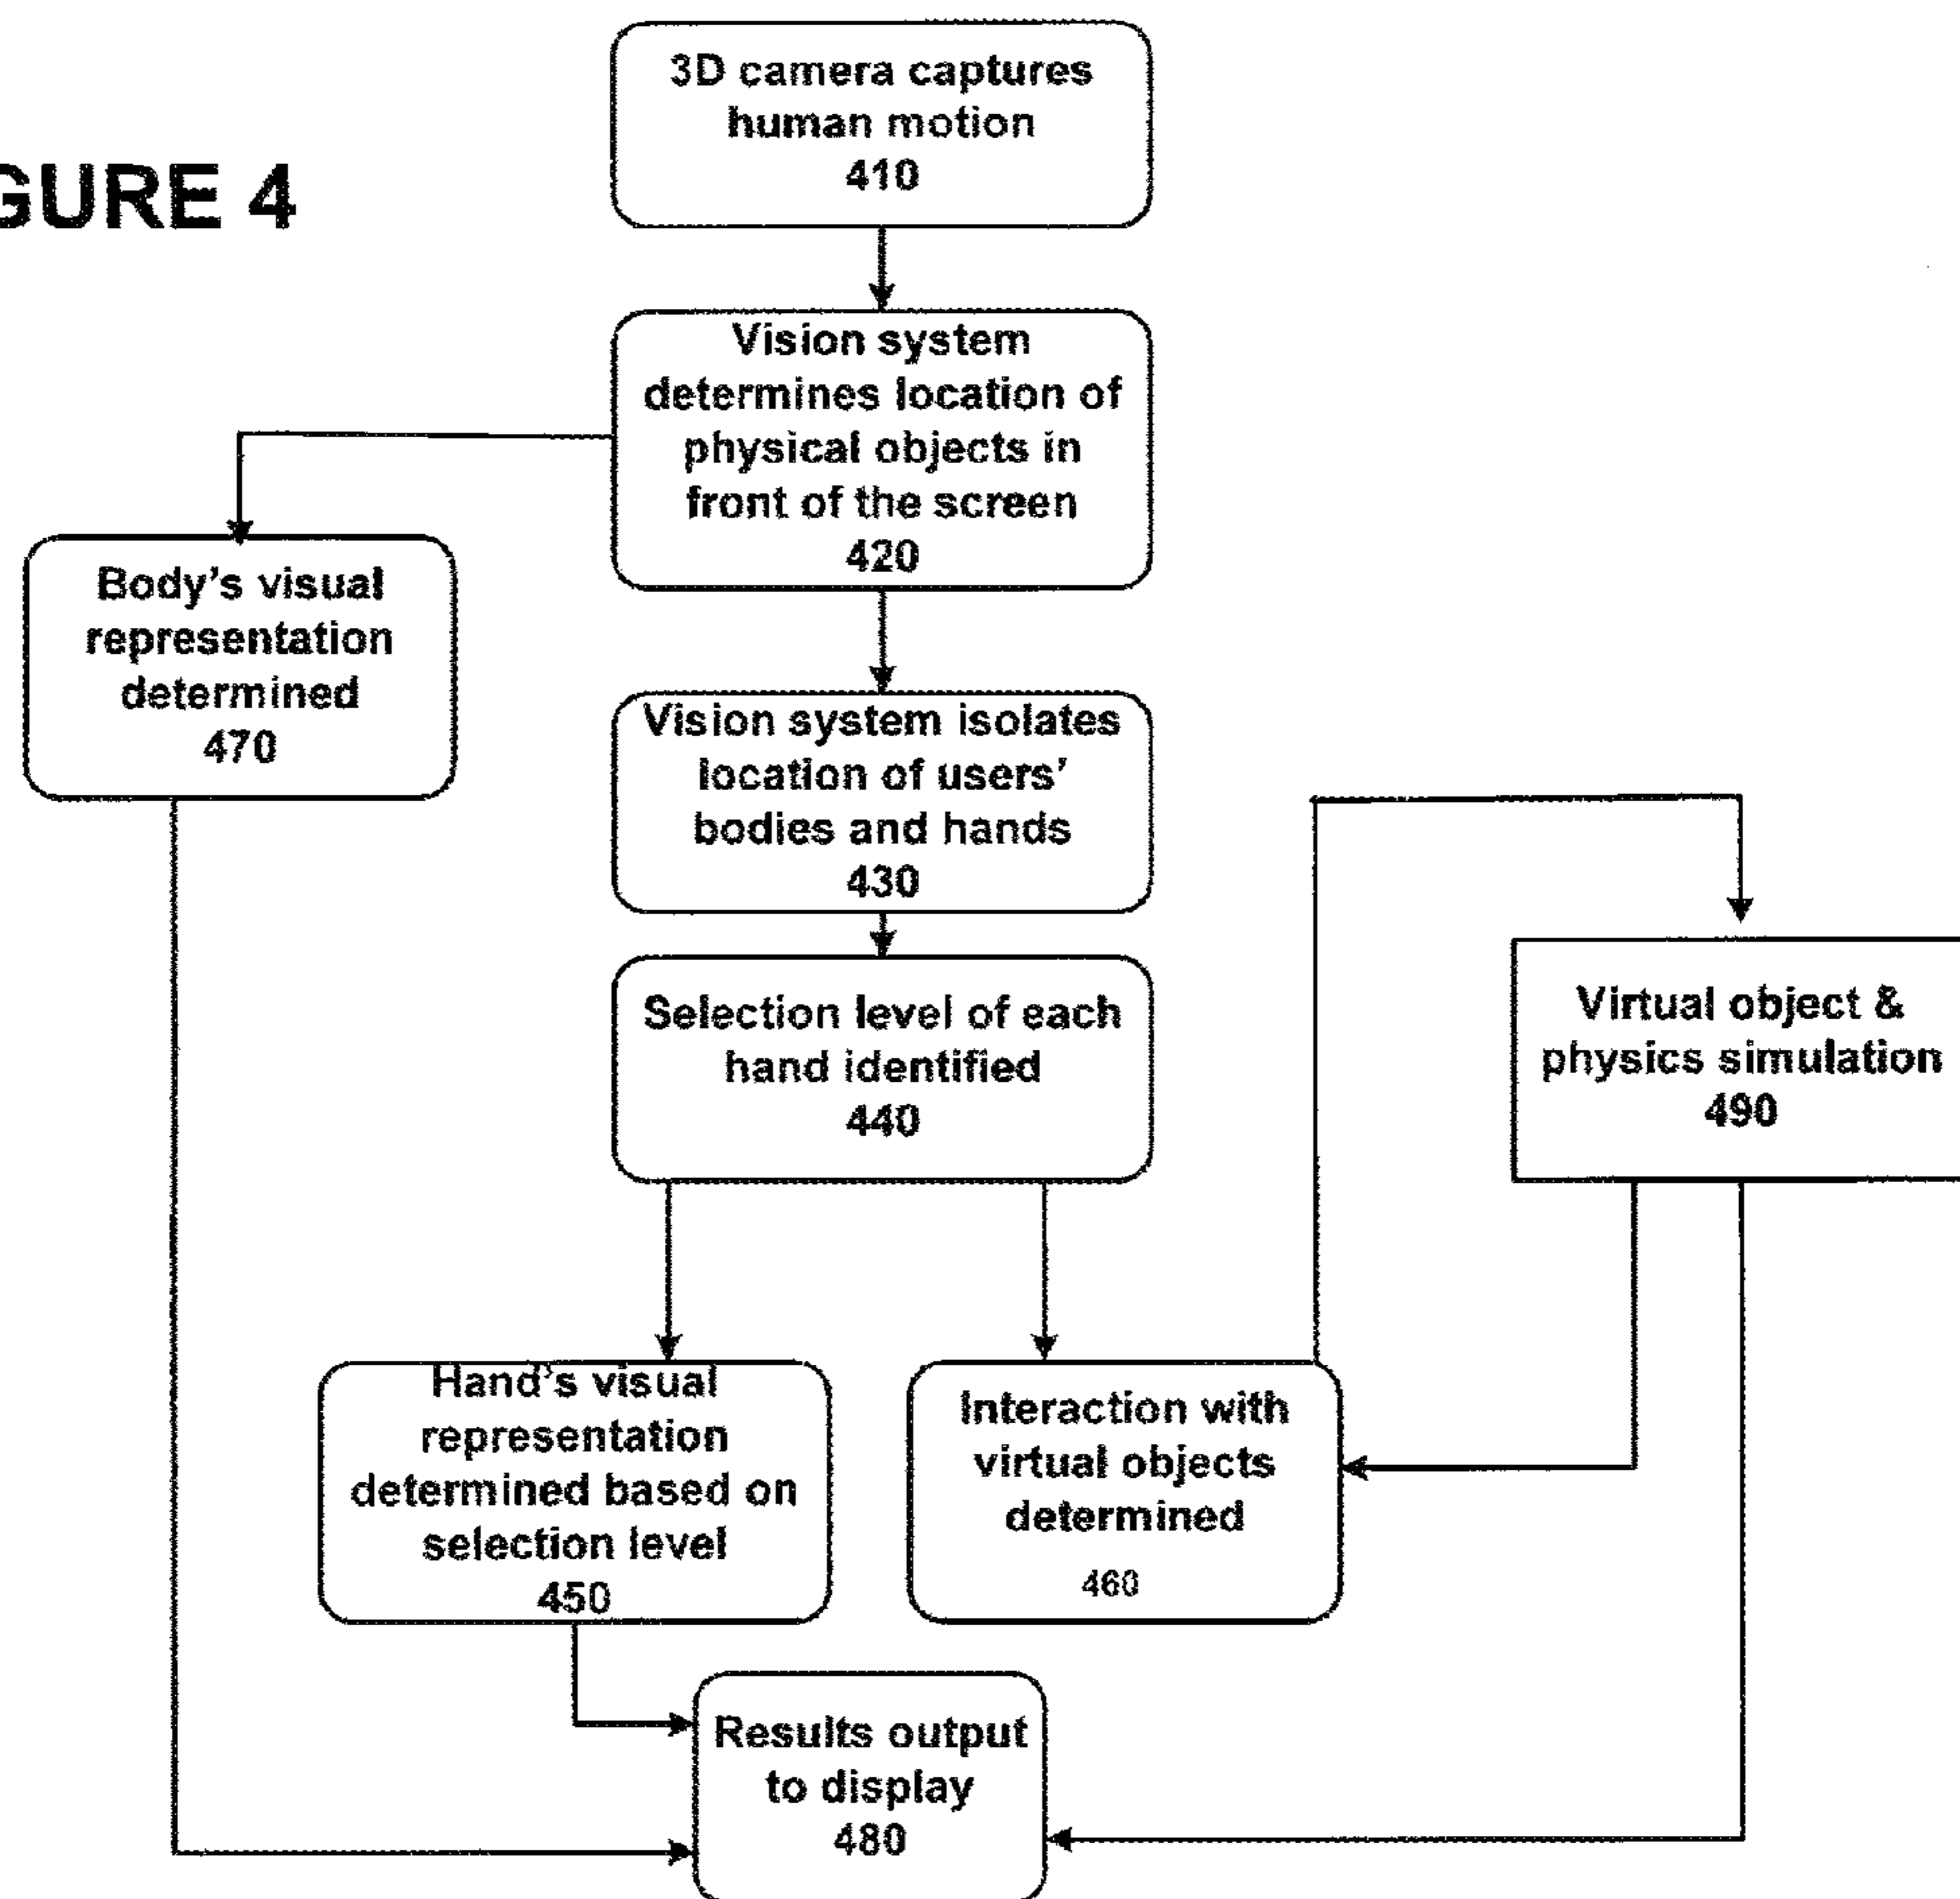 3D camera captures
human motion
410
GURE 4
Vision system
determines location of
physical objects in
front of the screen
420
Body's visual
representation
determined
470
Vision system isolates
location of users'
bodies and hands
430
Selection level of each
hand identified
440
Virtual object &
physics simulation
490
Hand's visual
representation
determined based on
selection level
450
Interaction with
virtual objects
determined
460
Results output
to display
480